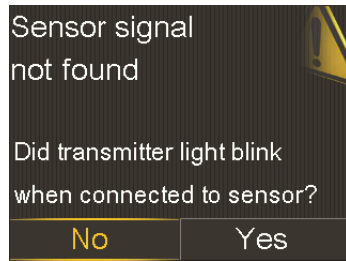 Sensor signal
not found
Did transmitter light blink
when connected to sensor?
No
Yes